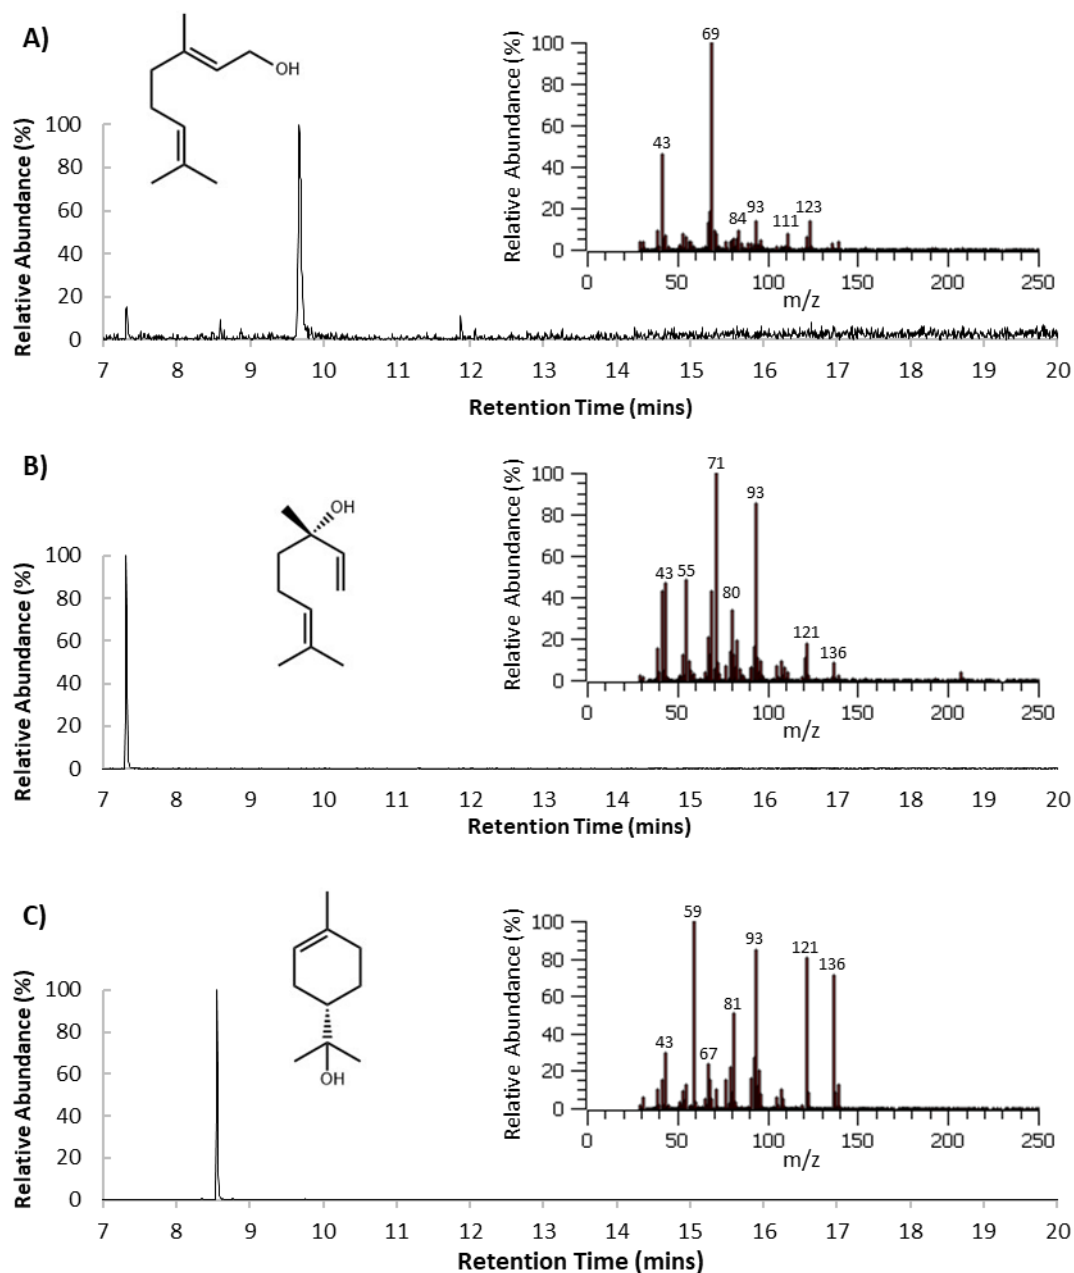 A)
OH
Relative Abundance (%)
100
80
60
40
20
0
7 8 9 10 11 12 13 14 15 16 17 18 19 20
Retention Time (mins)
Relative Abundance (%)
100
80
60
40
20
0
69
43
84
93
111
123
0 50 100 150 200 250
m/z
B)
OH
Relative Abundance (%)
100
80
60
40
20
0
7 8 9 10 11 12 13 14 15 16 17 18 19 20
Retention Time (mins)
Relative Abundance (%)
100
80
60
40
20
0
71
93
43 55
80
121
136
0 50 100 150 200 250
m/z
C)
OH
Relative Abundance (%)
100
80
60
40
20
0
7 8 9 10 11 12 13 14 15 16 17 18 19 20
Retention Time (mins)
Relative Abundance (%)
100
80
60
40
20
0
59
93
121
136
81
43
67
0 50 100 150 200 250
m/z